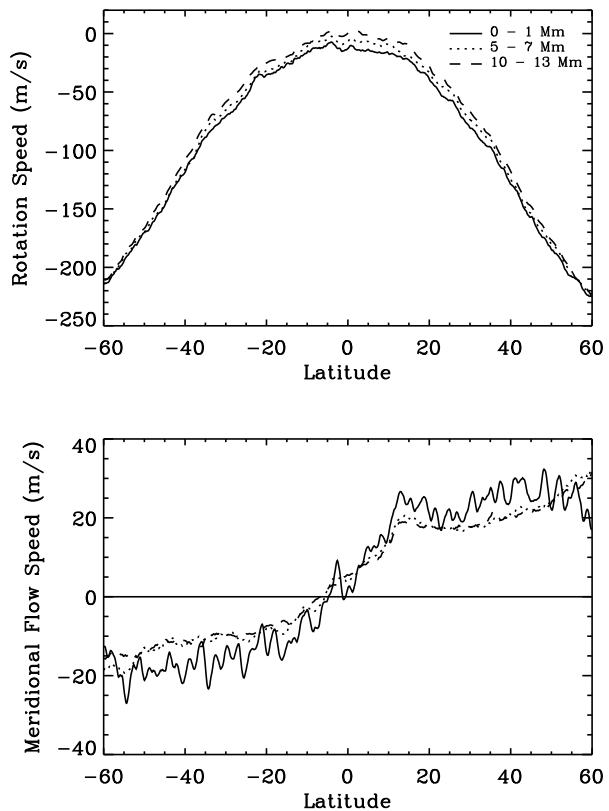 0 – 1 Mm
5 – 7 Mm
10 – 13 Mm
Rotation Speed (m/s)
0
−50
−100
−150
−200
−250
−60 −40 −20 0 20 40 60
Latitude
Meridional Flow Speed (m/s)
40
20
0
−20
−40
−60 −40 −20 0 20 40 60
Latitude